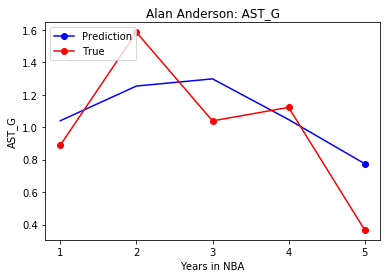 Alan Anderson: AST_G
Prediction
True
AST_G
1.6
1.4
1.2
1.0
0.8
0.6
0.4
1 2 3 4 5
Years in NBA